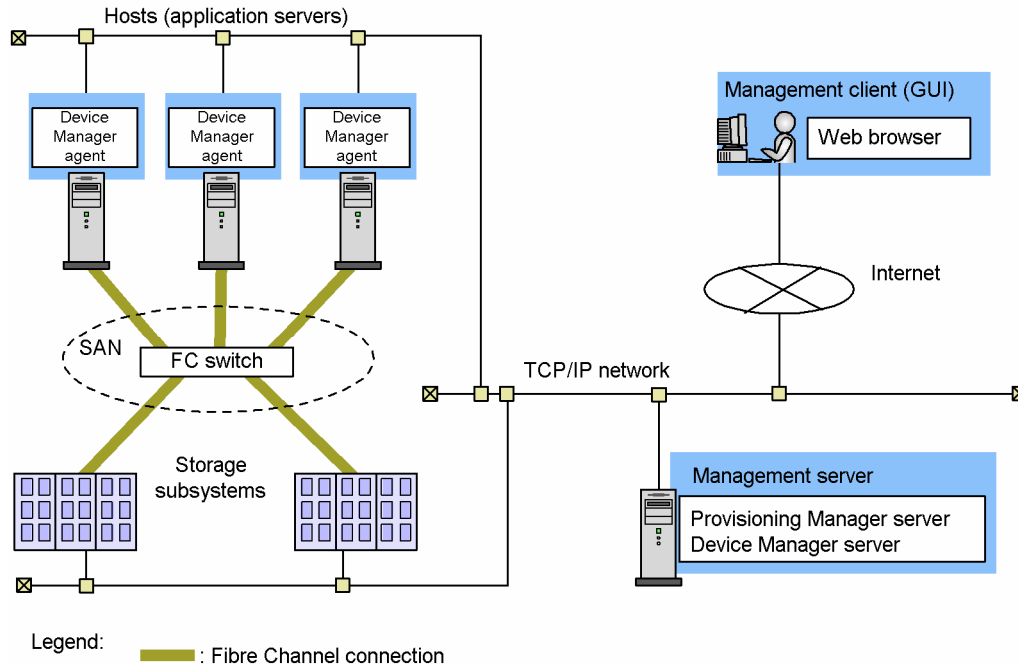 Hosts (application servers)
Device
Manager
agent
Device
Manager
agent
Device
Manager
agent
Management client (GUI)
Web browser
Internet
SAN
FC switch
TCP/IP network
Storage
subsystems
Management server
Provisioning Manager server
Device Manager server
Legend:
: Fibre Channel connection